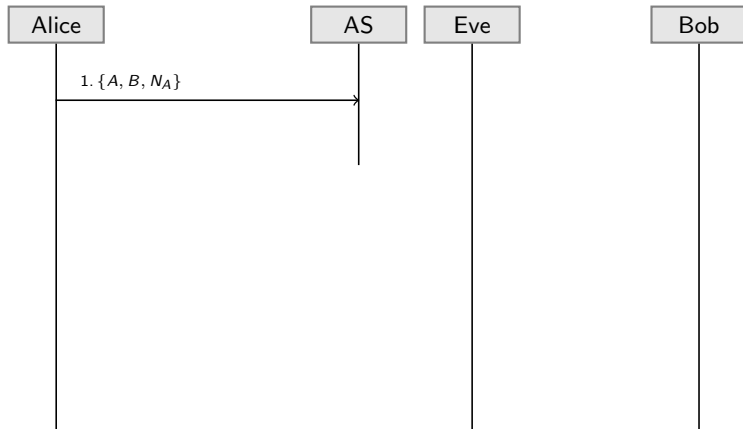 Alice
AS
Eve
Bob
1. {A, B, N_A}